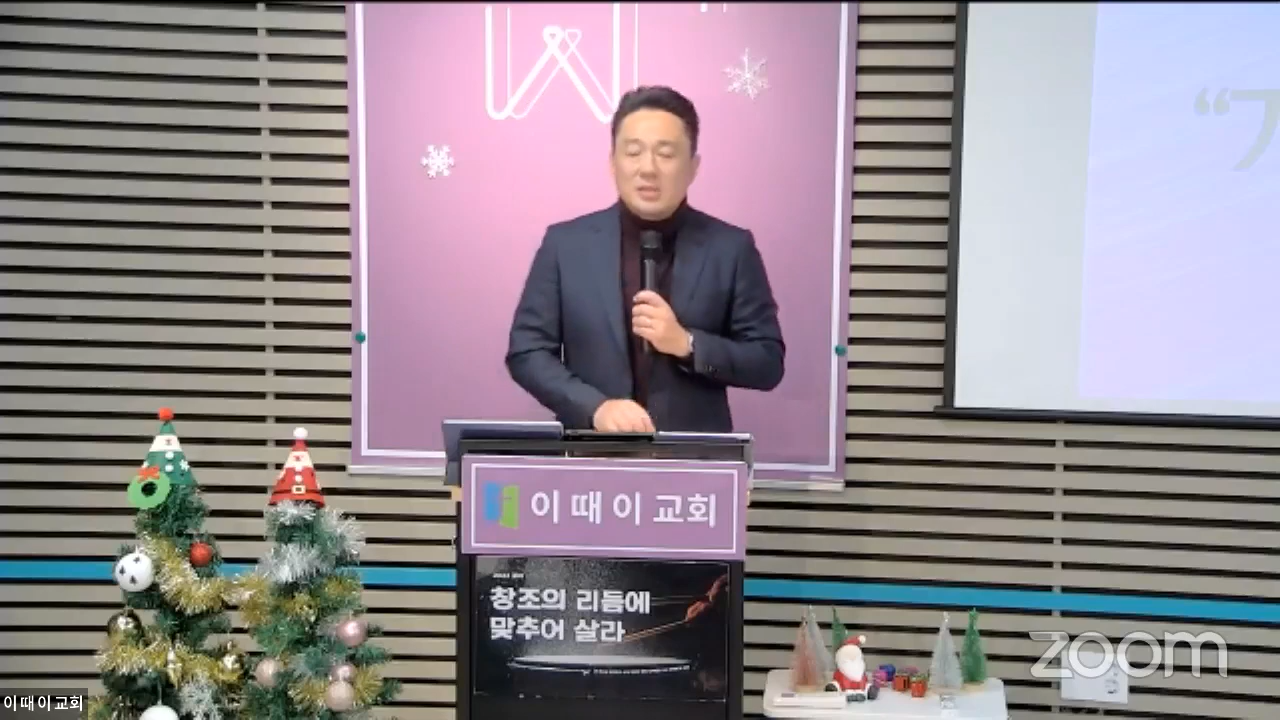 W
이 때 이 교회
창조의 리듬에
맞추어 살라
zoom
이 때 이 교회